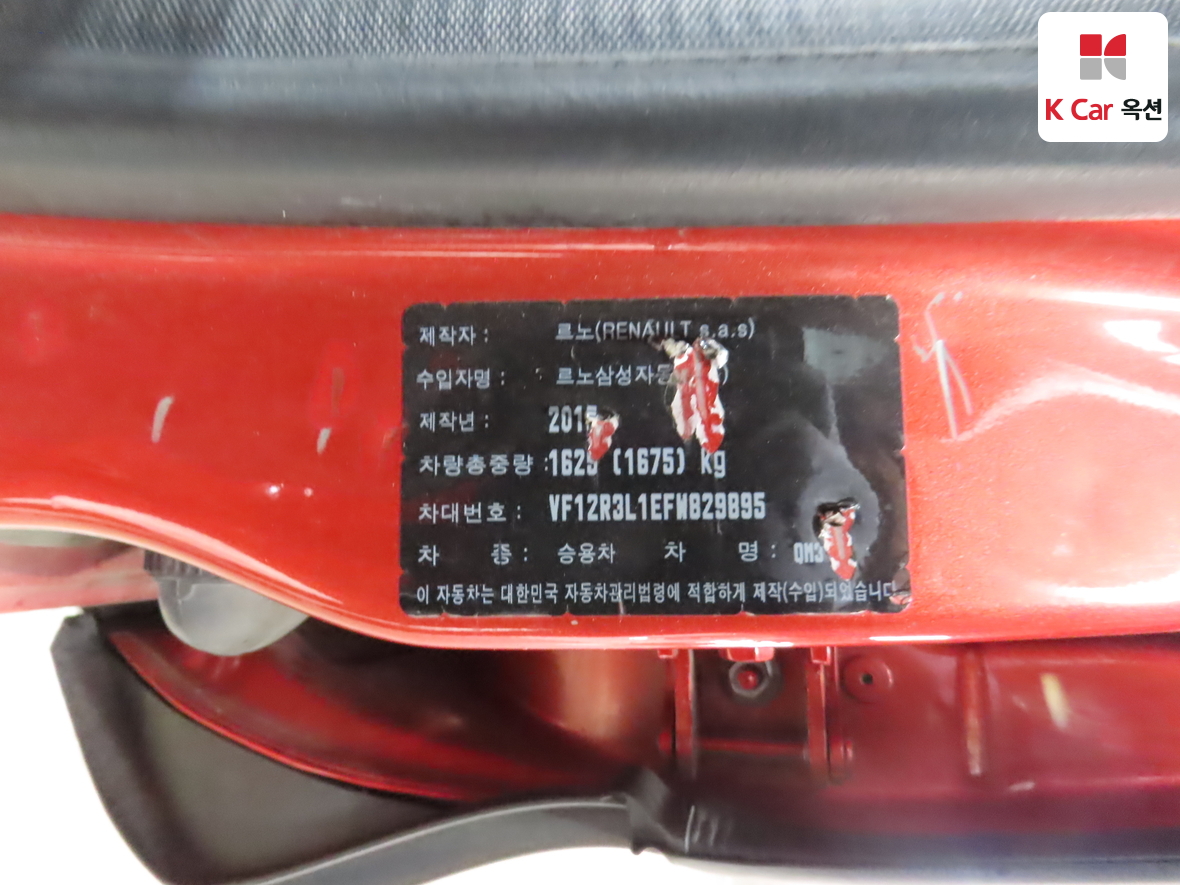 K Car 옥션
제작자 : 르노(RENAULT s.a.s)
수입자명 : 르노삼성자동
제작년 : 201
차량총중량 : 1625 (1675) kg
차대번호 : VF12R3L1EFW829895
차 종 : 승용차 차 명 : QM3
이 자동차는 대한민국 자동차관리법령에 적합하게 제작(수입)되었습니다